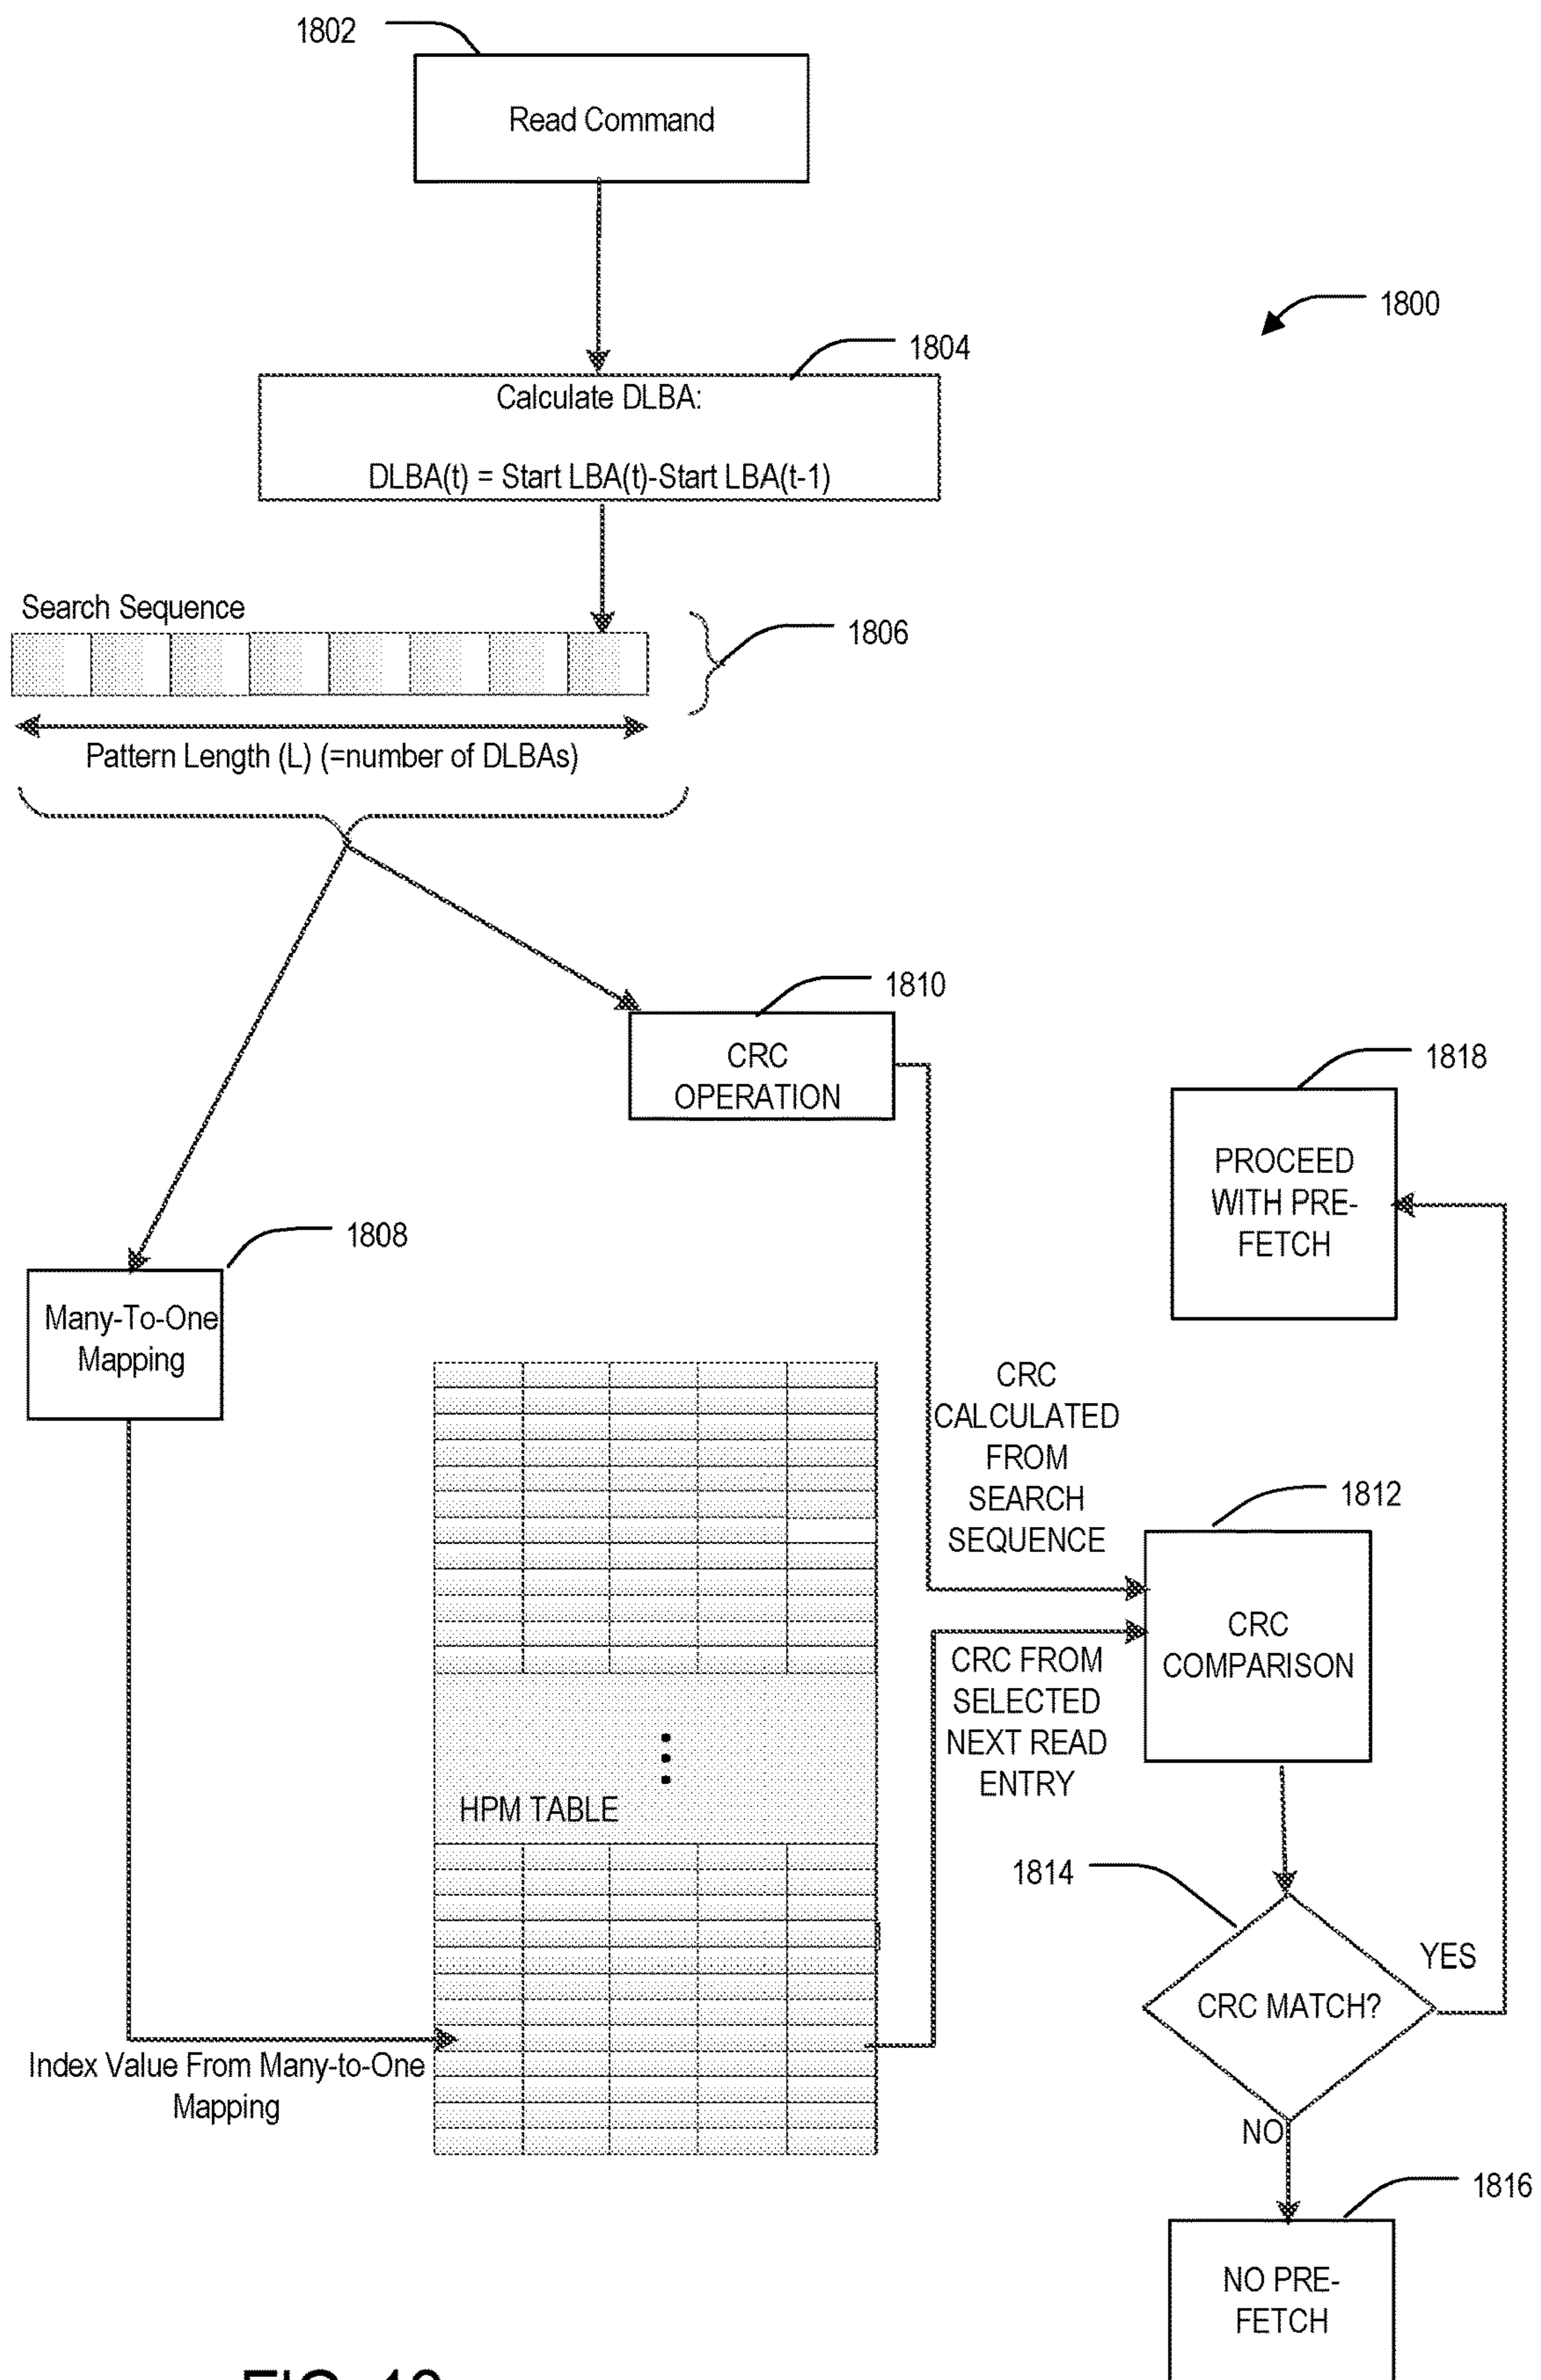 1802
Read Command
1800
1804
Calculate DLBA:
DLBA(t) = Start LBA(t)-Start LBA(t-1)
Search Sequence
1806
Pattern Length (L) (=number of DLBAs)
1810
CRC
OPERATION
1818
PROCEED
WITH PRE-
FETCH
1808
Many-To-One
Mapping
CRC
CALCULATED
FROM
SEARCH
SEQUENCE
1812
CRC
COMPARISON
CRC FROM
SELECTED
NEXT READ
ENTRY
HPM TABLE
1814
YES
CRC MATCH?
Index Value From Many-to-One
Mapping
NO
1816
NO PRE-
FETCH